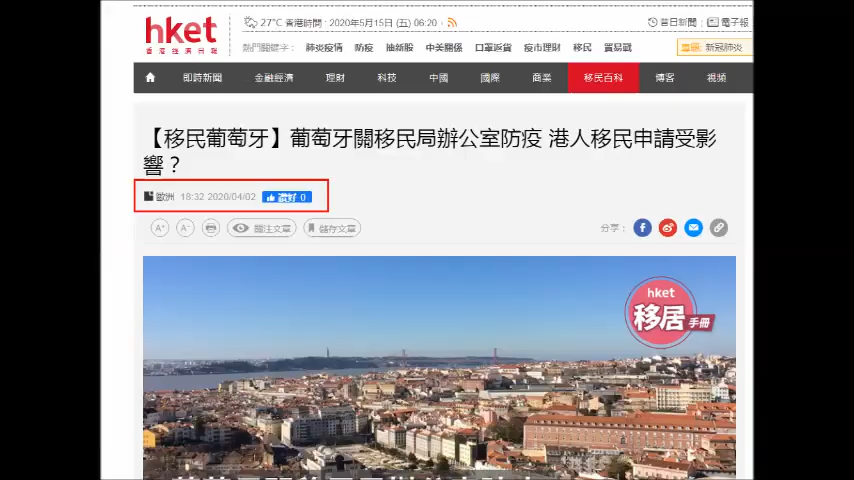 hket
香港經濟日報
27°C 香港時間 : 2020年5月15日 (五) 06:20
昔日新聞
電子報
熱門關鍵字 :
肺炎疫情 防疫 抽新股 中美關係 口罩返貨 疫市理財 移民 貿易戰
專題: 新冠肺炎
即時新聞 金融經濟 理財 科技 中國 國際 商業 移民百科 博客 視頻
【移民葡萄牙】葡萄牙關移民局辦公室防疫 港人移民申請受影
響？
歐洲 18:32 2020/04/02 讚好 0
A+ A- 關注文章 儲存文章
分享 :
hket
移居手冊